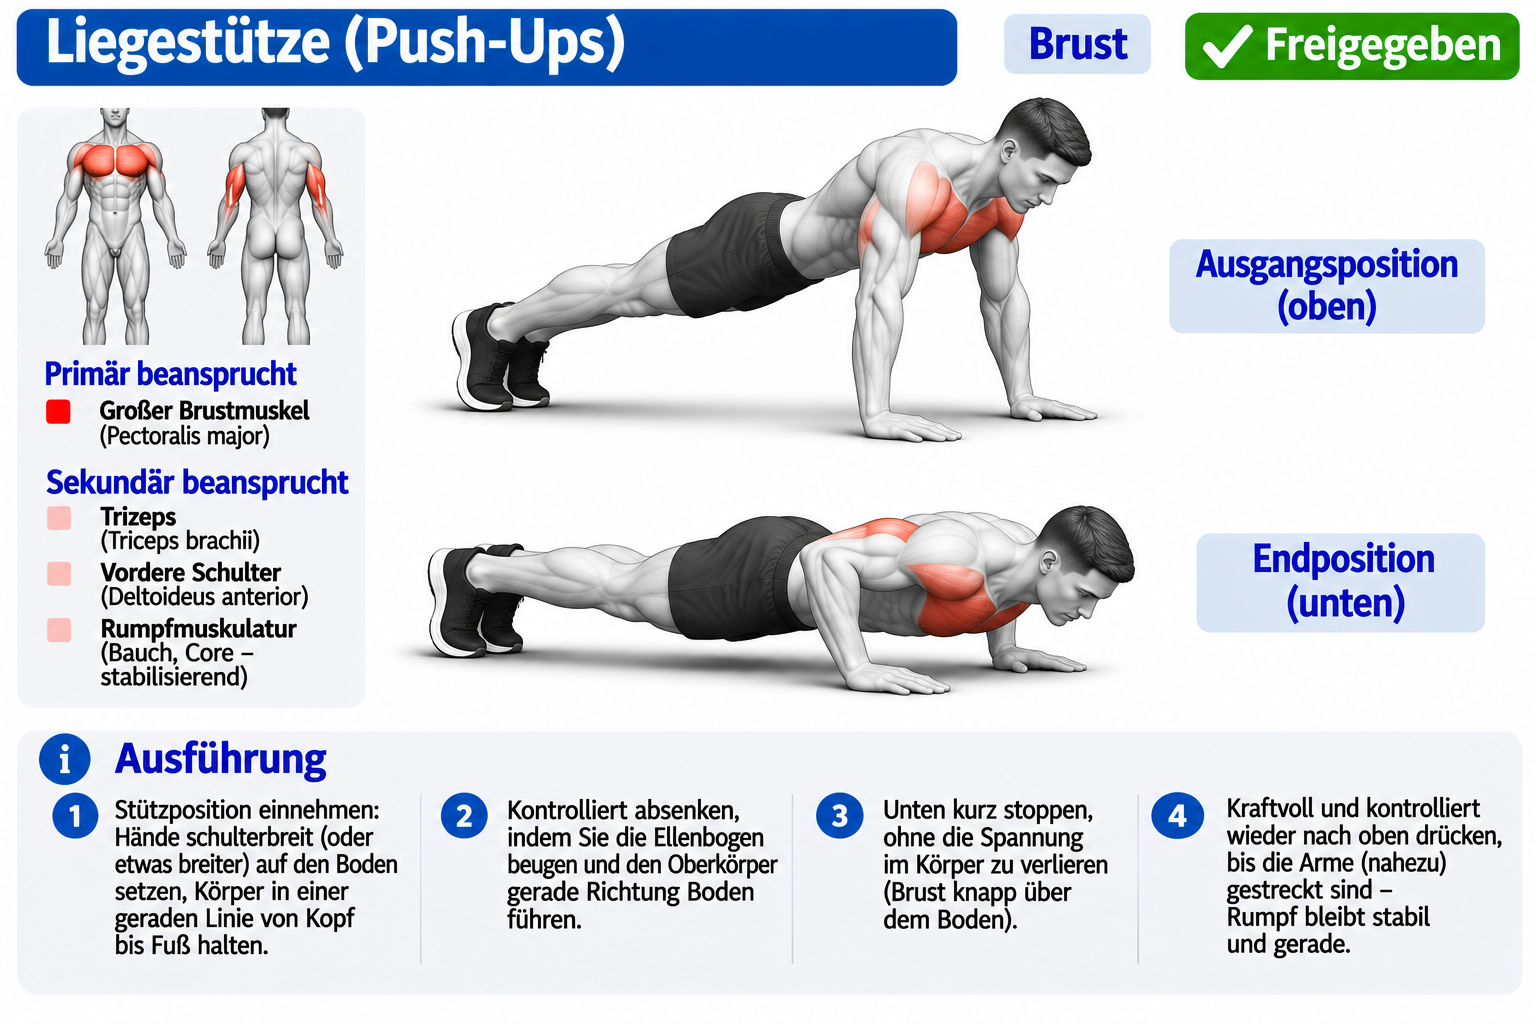 Liegestütze (Push-Ups)
Brust
Freigegeben
Primär beansprucht
Großer Brustmuskel
(Pectoralis major)
Sekundär beansprucht
Trizeps
(Triceps brachii)
Vordere Schulter
(Deltoideus anterior)
Rumpfmuskulatur
(Bauch, Core –
stabilisierend)
Ausgangsposition
(oben)
Endposition
(unten)
i Ausführung
1 Stützposition einnehmen:
Hände schulterbreit (oder
etwas breiter) auf den Boden
setzen, Körper in einer
geraden Linie von Kopf
bis Fuß halten.
2 Kontrolliert absenken,
indem Sie die Ellenbogen
beugen und den Oberkörper
gerade Richtung Boden
führen.
3 Unten kurz stoppen,
ohne die Spannung
im Körper zu verlieren
(Brust knapp über
dem Boden).
4 Kraftvoll und kontrolliert
wieder nach oben drücken,
bis die Arme (nahezu)
gestreckt sind –
Rumpf bleibt stabil
und gerade.